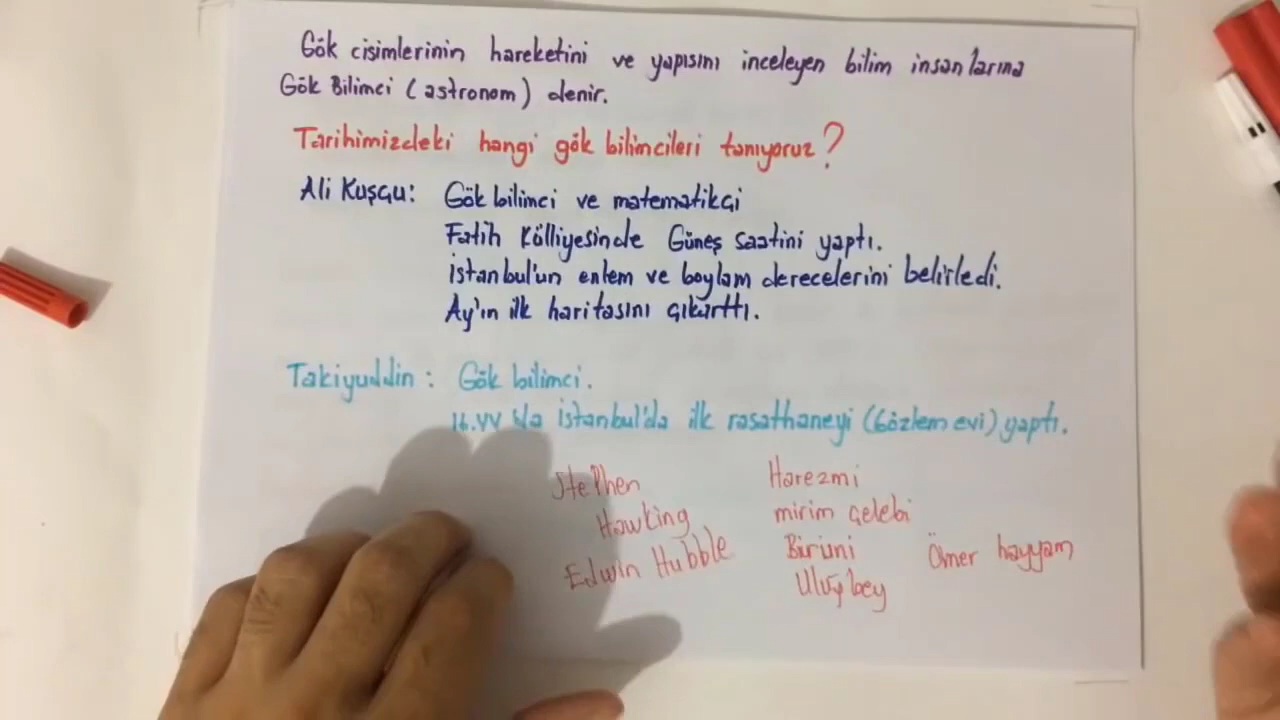 Gök cisimlerinin hareketini ve yapısını inceleyen bilim insanlarına
Gök Bilimci (astronom) denir.
Tarihimizdeki hangi gök bilimcileri tanıyoruz?
Ali Kuşçu: Gök bilimci ve matematikçi
Fatih Külliyesinde Güneş saatini yaptı.
İstanbul'un enlem ve boylam derecelerini belirledi.
Ay'ın ilk haritasını çıkarttı.
Takiyuddin: Gök bilimci.
16.YY'da İstanbul'da ilk rasathaneyi (Gözlem evi) yaptı.
Stephen
Hawking
Edwin Hubble
Harezmi
mirim çelebi
Biruni
Uluğ bey
Ömer hayyam